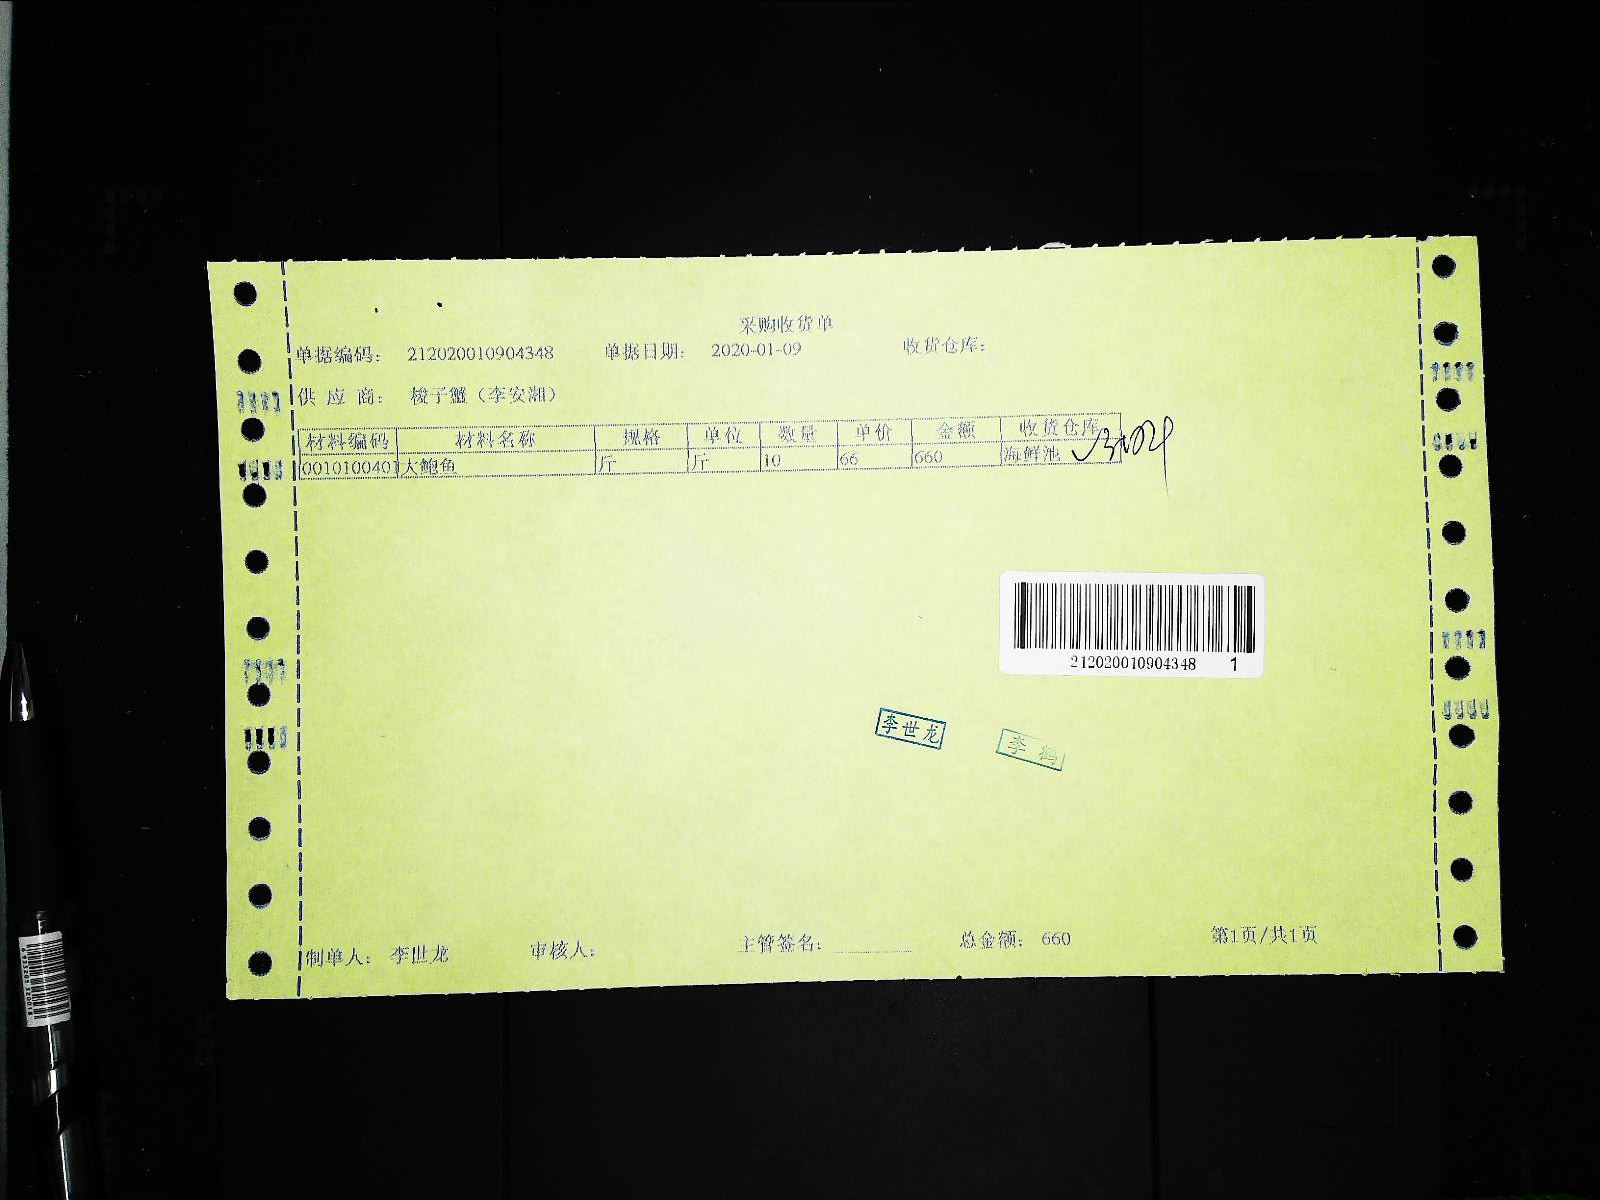 采购收货单
单据编码： 212020010904348 单据日期： 2020-01-09 收货仓库：
供 应 商： 梭子蟹（李安湘）
材料编码 材料名称 规格 单位 数量 单价 金额 收货仓库
0010100401 大鲍鱼 斤 斤 10 66 660 海鲜池
212020010904348 1
李世龙
李 鹤
制单人： 李世龙 审核人： 主管签名： 总金额： 660 第1页/共1页